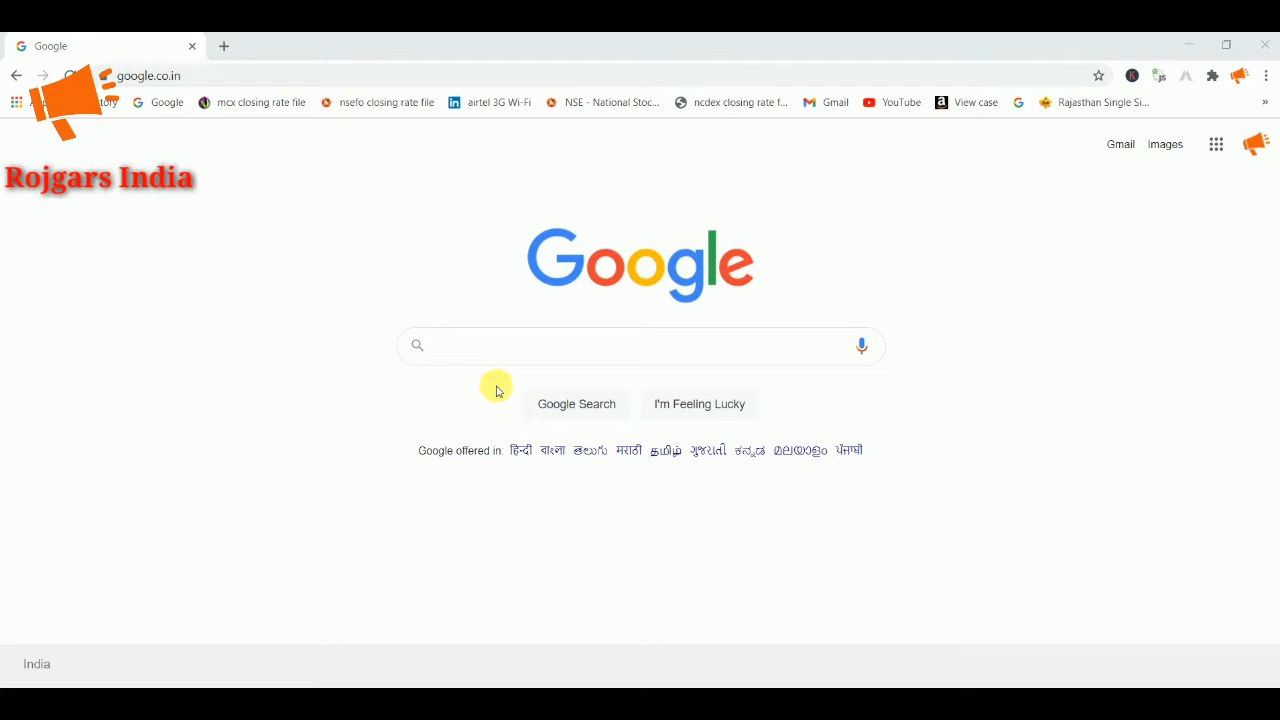 Google
google.co.in
Google mcx closing rate file nsefo closing rate file airtel 3G Wi-Fi NSE - National Stoc... ncdex closing rate f... Gmail YouTube View case Rajasthan Single Si...
Gmail Images
Rojgars India
Google
Google Search I'm Feeling Lucky
Google offered in: हिन्दी বাংলা తెలుగు मराठी தமிழ் ગુજરાતી ಕನ್ನಡ മലയാളം ਪੰਜਾਬੀ
India